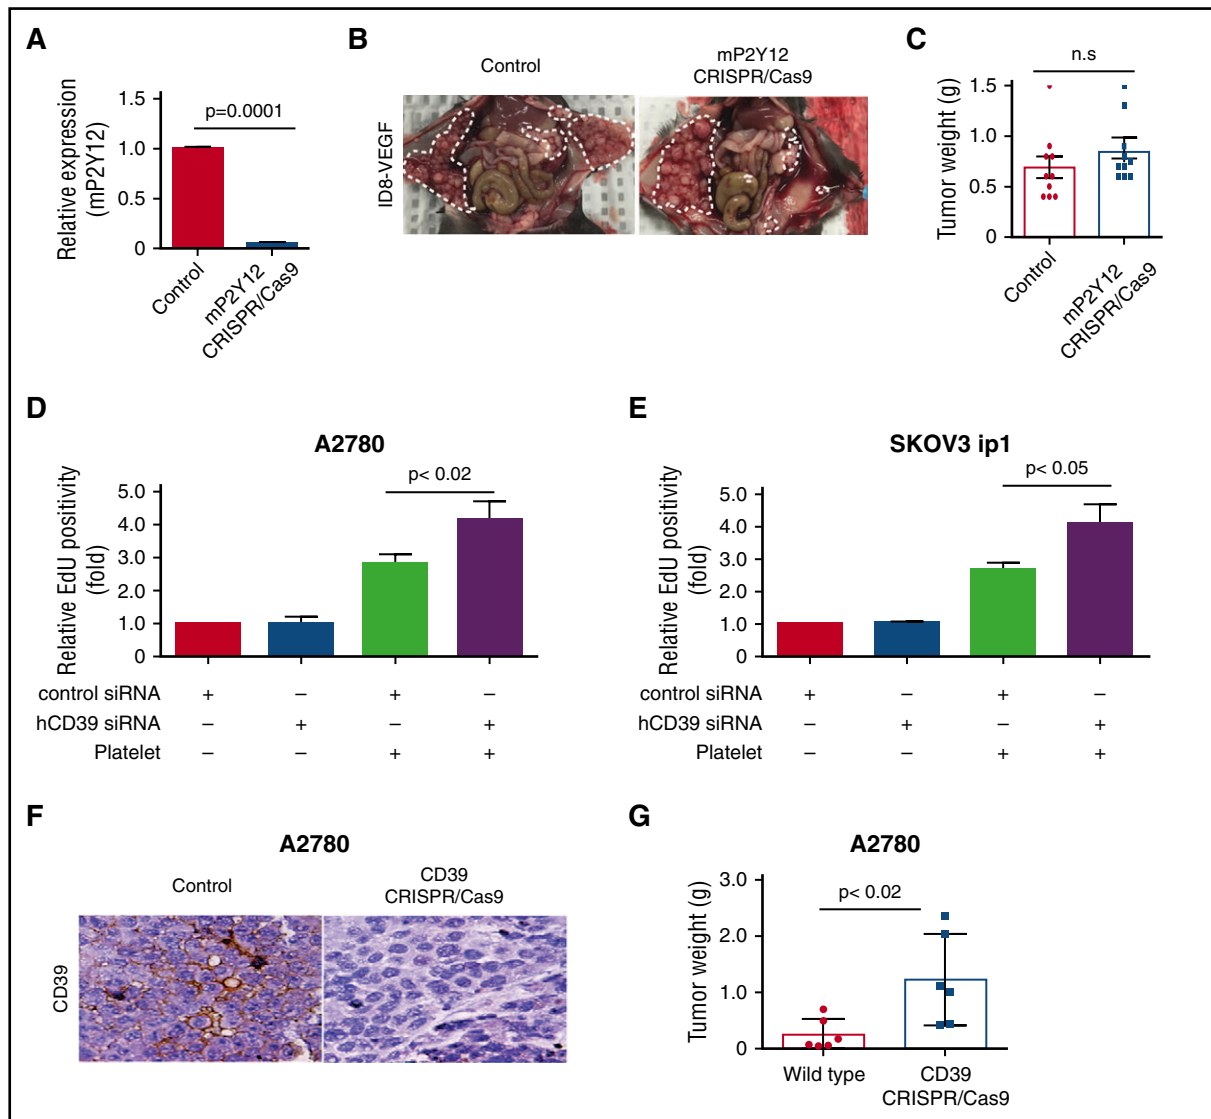 A
Relative expression
(mP2Y12)
1.5
1.0
0.5
0
p=0.0001
Control
mP2Y12
CRISPR/Cas9
B
Control
mP2Y12
CRISPR/Cas9
ID8-VEGF
C
Tumor weight (g)
1.5
1.0
0.5
0
n.s
Control
mP2Y12
CRISPR/Cas9
D
A2780
Relative EdU positivity
(fold)
5.0
4.0
3.0
2.0
1.0
0
p< 0.02
control siRNA + – + –
hCD39 siRNA – + – +
Platelet – – + +
E
SKOV3 ip1
Relative EdU positivity
(fold)
5.0
4.0
3.0
2.0
1.0
0
p< 0.05
control siRNA + – + –
hCD39 siRNA – + – +
Platelet – – + +
F
A2780
Control
CD39
CRISPR/Cas9
CD39
G
A2780
Tumor weight (g)
3.0
2.0
1.0
0
p< 0.02
Wild type
CD39
CRISPR/Cas9